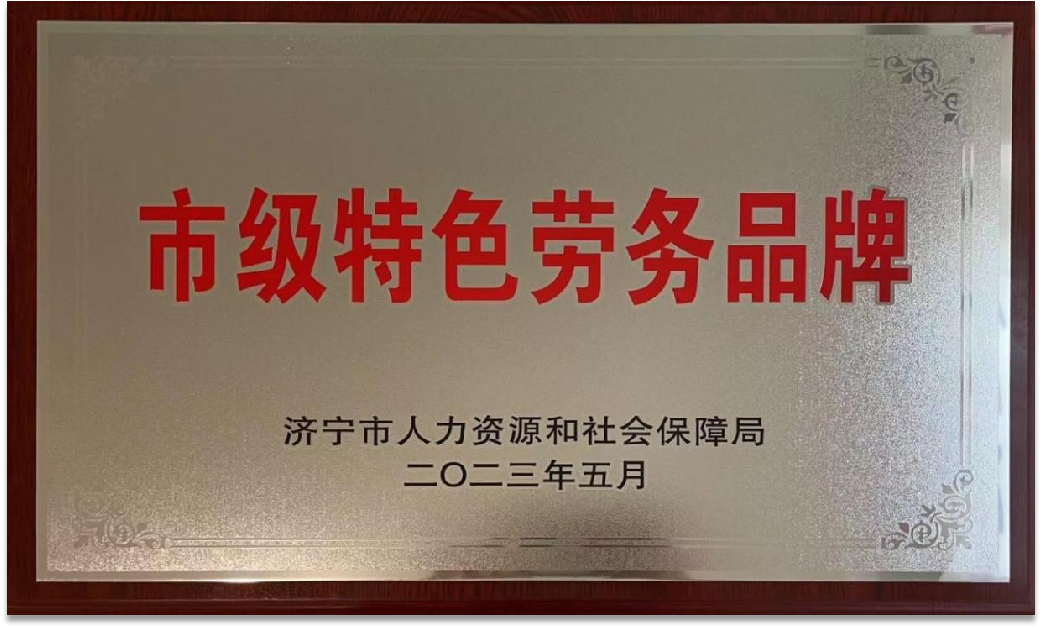 市级特色劳务品牌
济宁市人力资源和社会保障局
二〇二三年五月